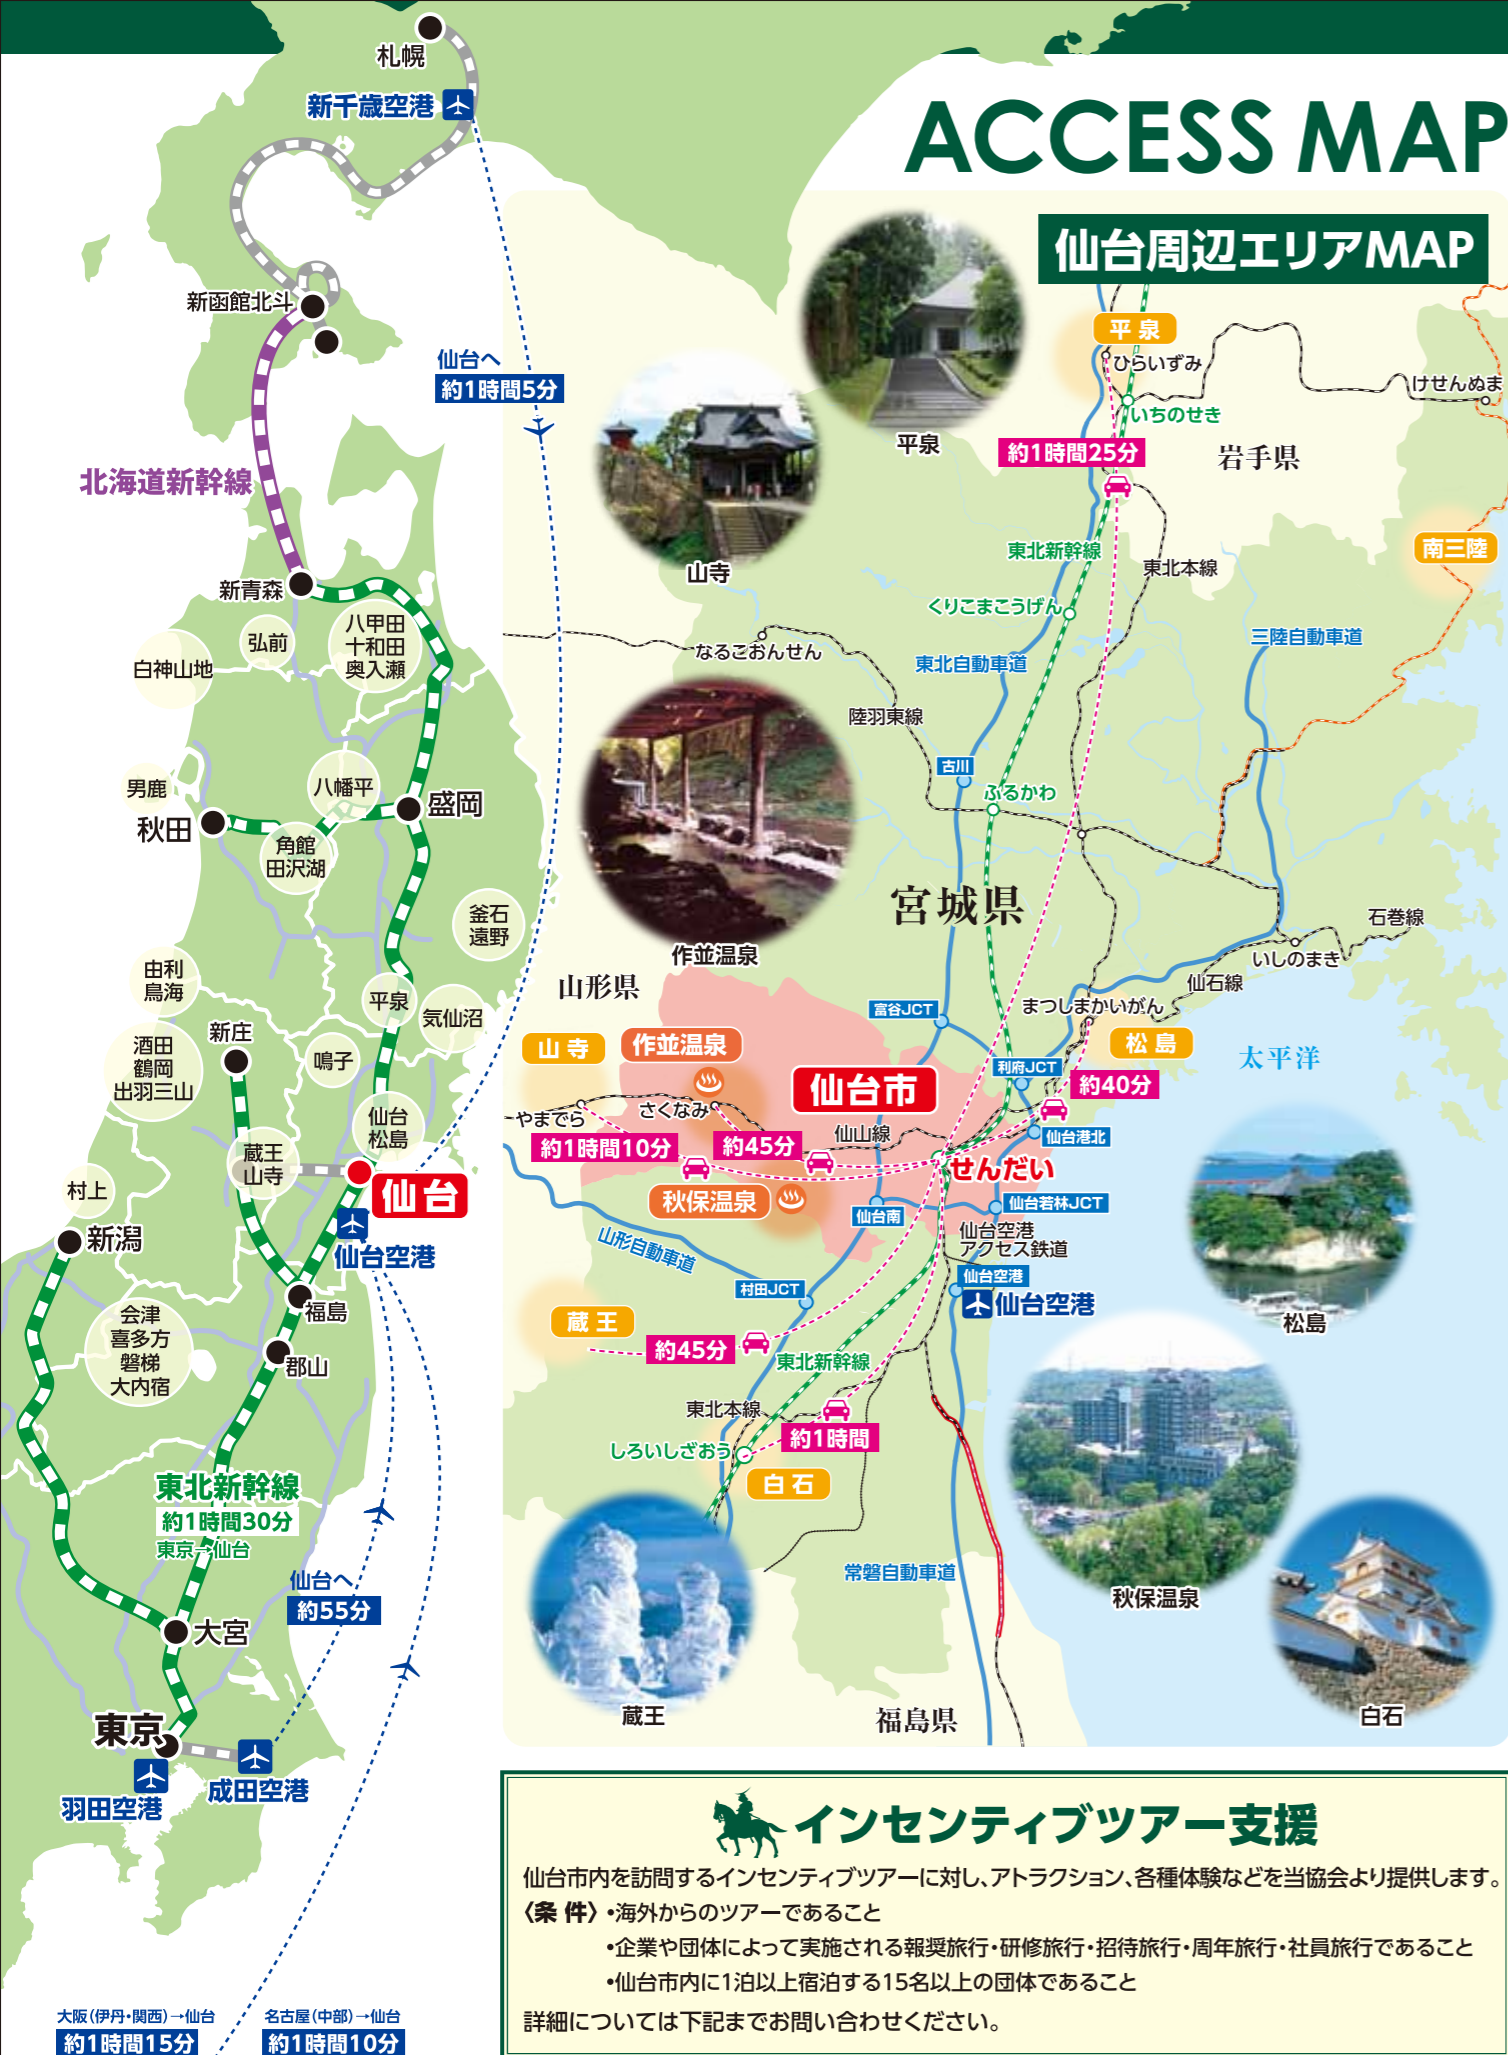 ACCESS MAP
仙台周辺エリアMAP
札幌
新千歳空港
新函館北斗
仙台へ
約1時間5分
北海道新幹線
新青森
弘前
白神山地
八甲田
十和田
奥入瀬
男鹿
八幡平
秋田
盛岡
角館
田沢湖
釜石
遠野
由利
鳥海
平泉
気仙沼
新庄
酒田
鶴岡
出羽三山
鳴子
仙台
松島
蔵王
山寺
村上
仙台
新潟
仙台空港
福島
会津
喜多方
磐梯
大内宿
郡山
東北新幹線
約1時間30分
東京→仙台
仙台へ
約55分
大宮
東京
羽田空港
成田空港
大阪（伊丹・関西）→仙台
約1時間15分
名古屋（中部）→仙台
約1時間10分
平泉
ひらいずみ
けせんぬま
いちのせき
平泉
約1時間25分
岩手県
山寺
東北新幹線
東北本線
南三陸
くりこまこうげん
三陸自動車道
なるこおんせん
東北自動車道
陸羽東線
古川
ふるかわ
宮城県
石巻線
作並温泉
いしのまき
山形県
仙石線
富谷JCT
まつしまかいがん
山寺
作並温泉
松島
太平洋
利府JCT
仙台市
約40分
やまでら
さくなみ
仙山線
仙台港北
約1時間10分
約45分
せんだい
秋保温泉
仙台南
仙台若林JCT
山形自動車道
仙台空港
アクセス鉄道
村田JCT
仙台空港
仙台空港
蔵王
松島
約45分
東北新幹線
東北本線
約1時間
しろいしざおう
白石
常磐自動車道
秋保温泉
蔵王
福島県
白石
インセンティブツアー支援
仙台市内を訪問するインセンティブツアーに対し、アトラクション、各種体験などを当協会より提供します。
〈条 件〉•海外からのツアーであること
•企業や団体によって実施される報奨旅行・研修旅行・招待旅行・周年旅行・社員旅行であること
•仙台市内に1泊以上宿泊する15名以上の団体であること
詳細については下記までお問い合わせください。